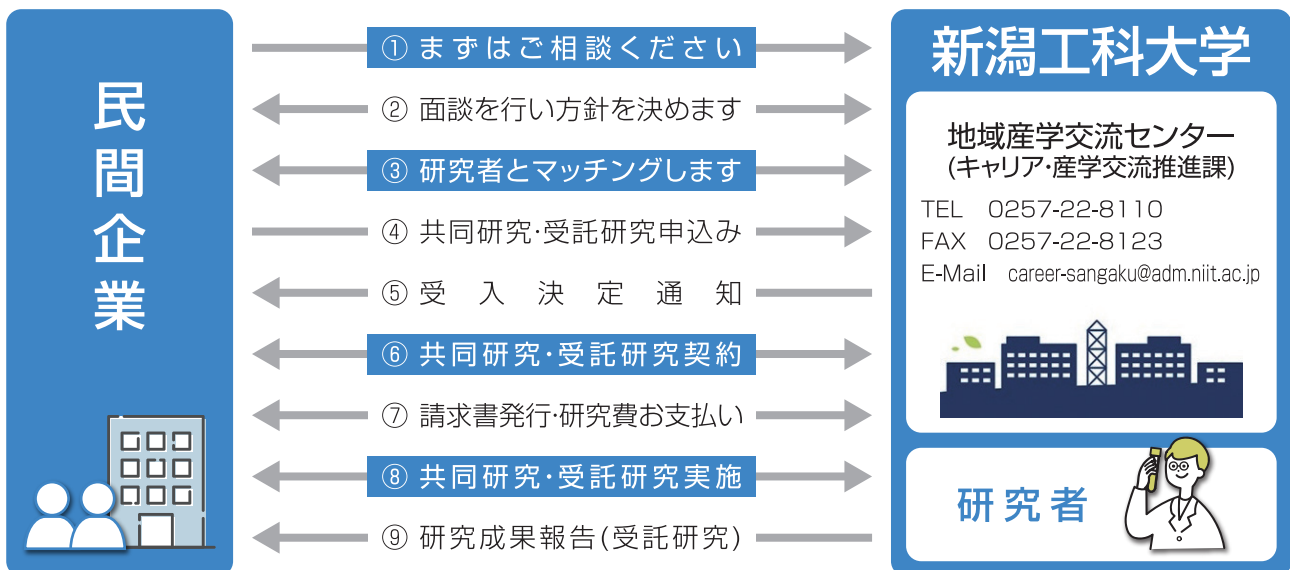 民間企業
① まずはご相談ください
② 面談を行い方針を決めます
③ 研究者とマッチングします
④ 共同研究・受託研究申込み
⑤ 受入決定通知
⑥ 共同研究・受託研究契約
⑦ 請求書発行・研究費お支払い
⑧ 共同研究・受託研究実施
⑨ 研究成果報告(受託研究)
新潟工科大学
地域産学交流センター
(キャリア・産学交流推進課)
TEL 0257-22-8110
FAX 0257-22-8123
E-Mail career-sangaku@adm.niit.ac.jp
研究者